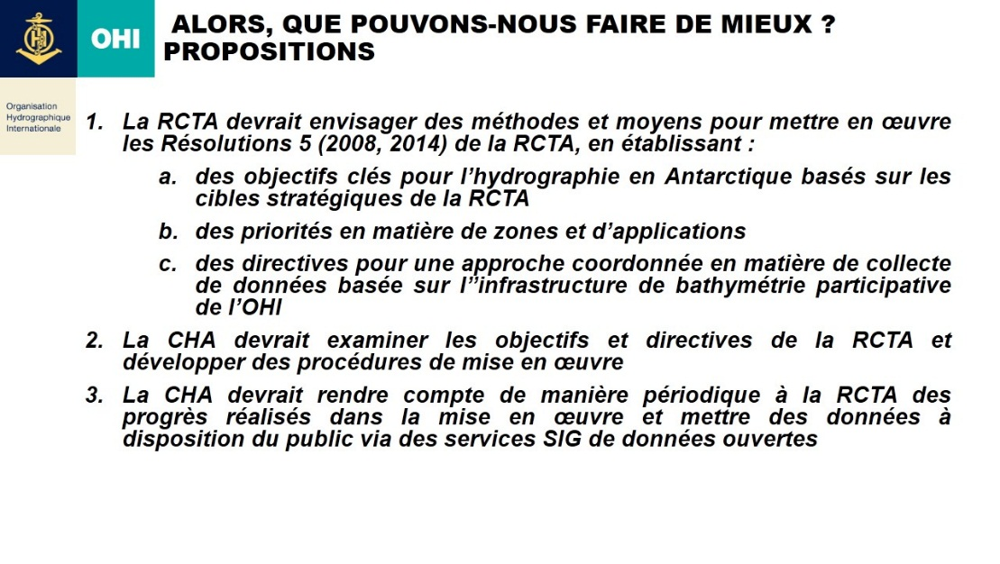 OHI
ALORS, QUE POUVONS-NOUS FAIRE DE MIEUX ?
PROPOSITIONS
Organisation
Hydrographique
Internationale
1. La RCTA devrait envisager des méthodes et moyens pour mettre en œuvre
les Résolutions 5 (2008, 2014) de la RCTA, en établissant :
a. des objectifs clés pour l’hydrographie en Antarctique basés sur les
cibles stratégiques de la RCTA
b. des priorités en matière de zones et d’applications
c. des directives pour une approche coordonnée en matière de collecte
de données basée sur l’’infrastructure de bathymétrie participative
de l’OHI
2. La CHA devrait examiner les objectifs et directives de la RCTA et
développer des procédures de mise en œuvre
3. La CHA devrait rendre compte de manière périodique à la RCTA des
progrès réalisés dans la mise en œuvre et mettre des données à
disposition du public via des services SIG de données ouvertes